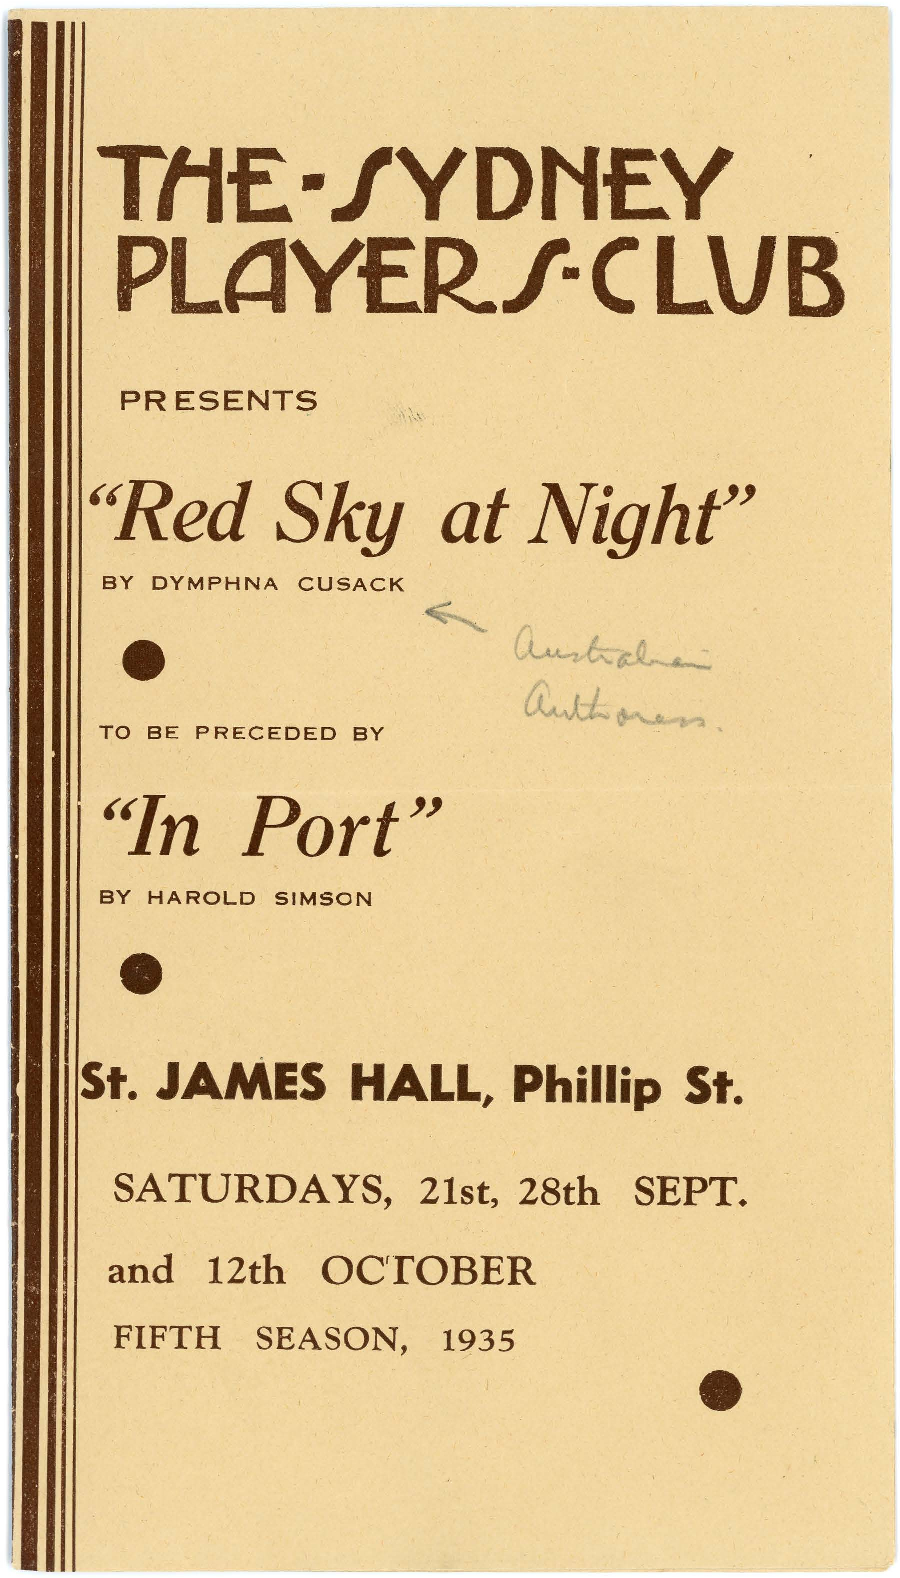 THE-SYDNEY
PLAYERS-CLUB
PRESENTS
"Red Sky at Night"
BY DYMPHNA CUSACK
Australian
Authoress.
TO BE PRECEDED BY
"In Port"
BY HAROLD SIMSON
St. JAMES HALL, Phillip St.
SATURDAYS, 21st, 28th SEPT.
and 12th OCTOBER
FIFTH SEASON, 1935